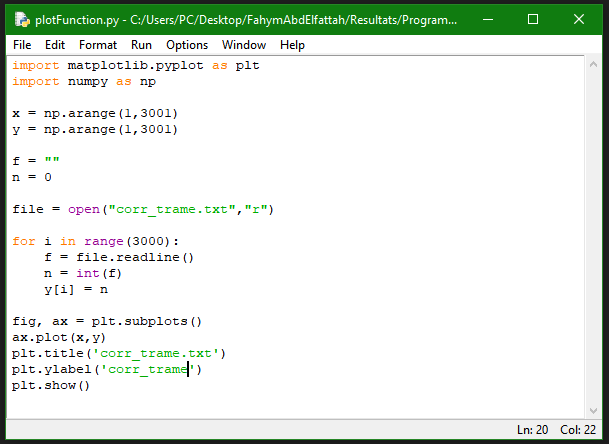 plotFunction.py - C:/Users/PC/Desktop/FahymAbdElfattah/Resultats/Program...
File Edit Format Run Options Window Help
import matplotlib.pyplot as plt
import numpy as np
x = np.arange(1,3001)
y = np.arange(1,3001)
f = ""
n = 0
file = open("corr_trame.txt","r")
for i in range(3000):
    f = file.readline()
    n = int(f)
    y[i] = n
fig, ax = plt.subplots()
ax.plot(x,y)
plt.title('corr_trame.txt')
plt.ylabel('corr_trame')
plt.show()
Ln: 20 Col: 22